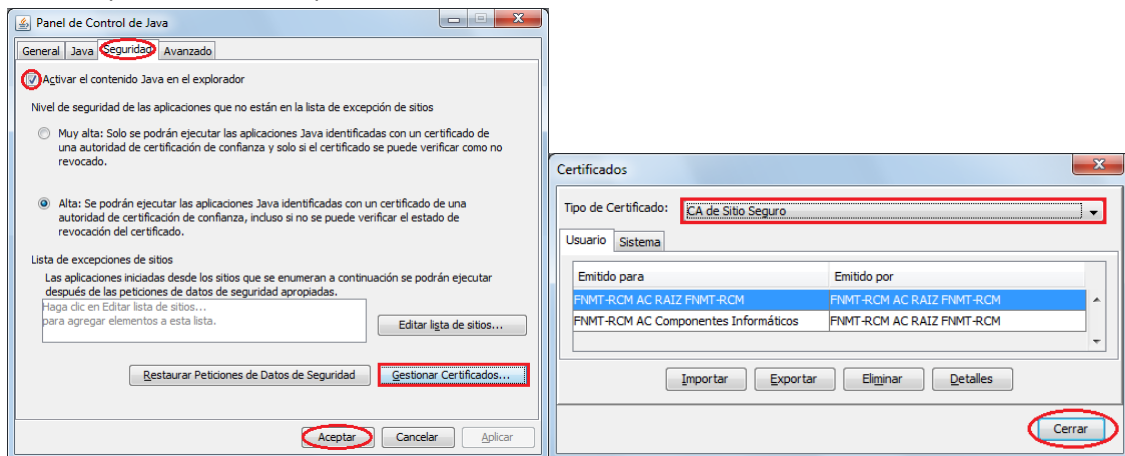 Panel de Control de Java
General Java Seguridad Avanzado
Activar el contenido Java en el explorador
Nivel de seguridad de las aplicaciones que no están en la lista de excepción de sitios
Muy alta: Solo se podrán ejecutar las aplicaciones Java identificadas con un certificado de
una autoridad de certificación de confianza y solo si el certificado se puede verificar como no
revocado.
Alta: Se podrán ejecutar las aplicaciones Java identificadas con un certificado de una
autoridad de certificación de confianza, incluso si no se puede verificar el estado de
revocación del certificado.
Lista de excepciones de sitios
Las aplicaciones iniciadas desde los sitios que se enumeran a continuación se podrán ejecutar
después de las peticiones de datos de seguridad apropiadas.
Haga clic en Editar lista de sitios...
para agregar elementos a esta lista.
Editar lista de sitios...
Restaurar Peticiones de Datos de Seguridad
Gestionar Certificados...
Aceptar Cancelar Aplicar
Certificados
Tipo de Certificado: CA de Sitio Seguro
Usuario Sistema
Emitido para Emitido por
FNMT-RCM AC RAIZ FNMT-RCM FNMT-RCM AC RAIZ FNMT-RCM
FNMT-RCM AC Componentes Informáticos FNMT-RCM AC RAIZ FNMT-RCM
Importar Exportar Eliminar Detalles
Cerrar